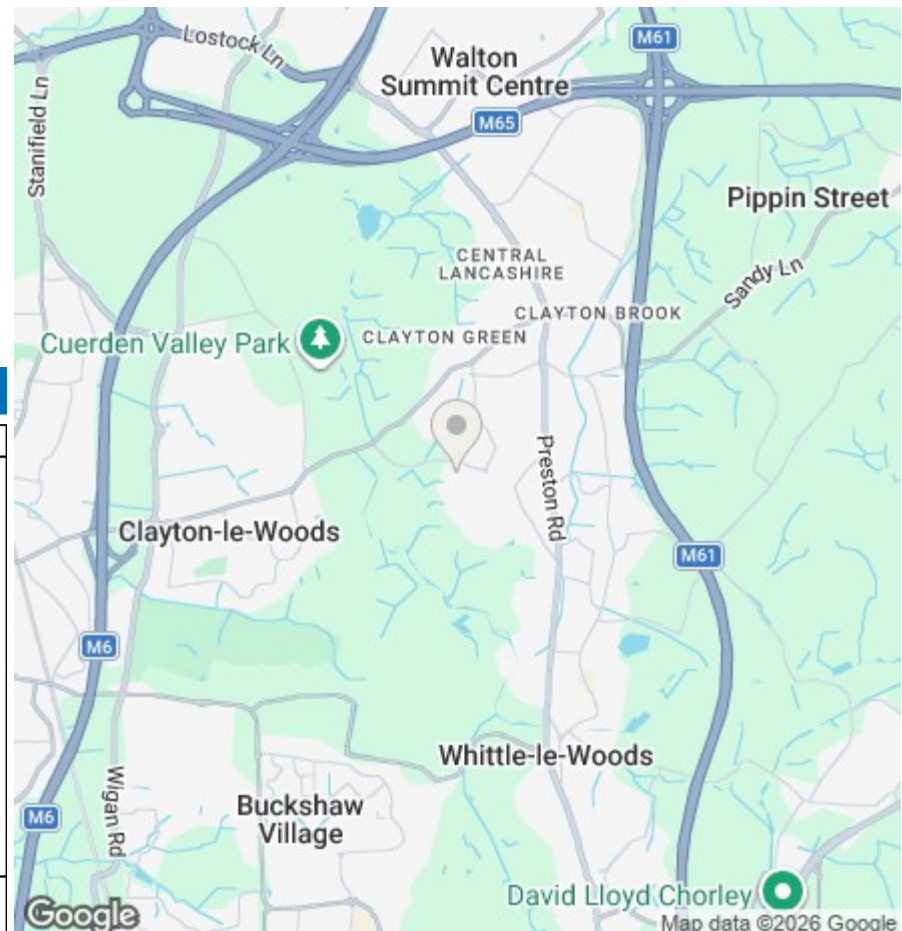 Lostock Ln
M61
Walton
Summit Centre
M65
Stanifield Ln
Pippin Street
CENTRAL
LANCASHIRE
Sandy Ln
CLAYTON BROOK
Cuerden Valley Park
CLAYTON GREEN
Preston Rd
Clayton-le-Woods
M61
M6
Whittle-le-Woods
Wigan Rd
Buckshaw
Village
M6
David Lloyd Chorley
Google
Map data ©2026 Google